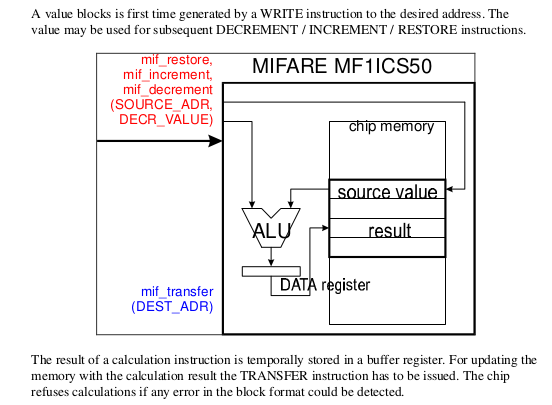 A value blocks is first time generated by a WRITE instruction to the desired address. The
value may be used for subsequent DECREMENT / INCREMENT / RESTORE instructions.
mif_restore,
mif_increment,
mif_decrement
(SOURCE_ADR,
DECR_VALUE)
MIFARE MF1ICS50
chip memory
source value
result
ALU
DATA register
mif_transfer
(DEST_ADR)
The result of a calculation instruction is temporally stored in a buffer register. For updating the
memory with the calculation result the TRANSFER instruction has to be issued. The chip
refuses calculations if any error in the block format could be detected.